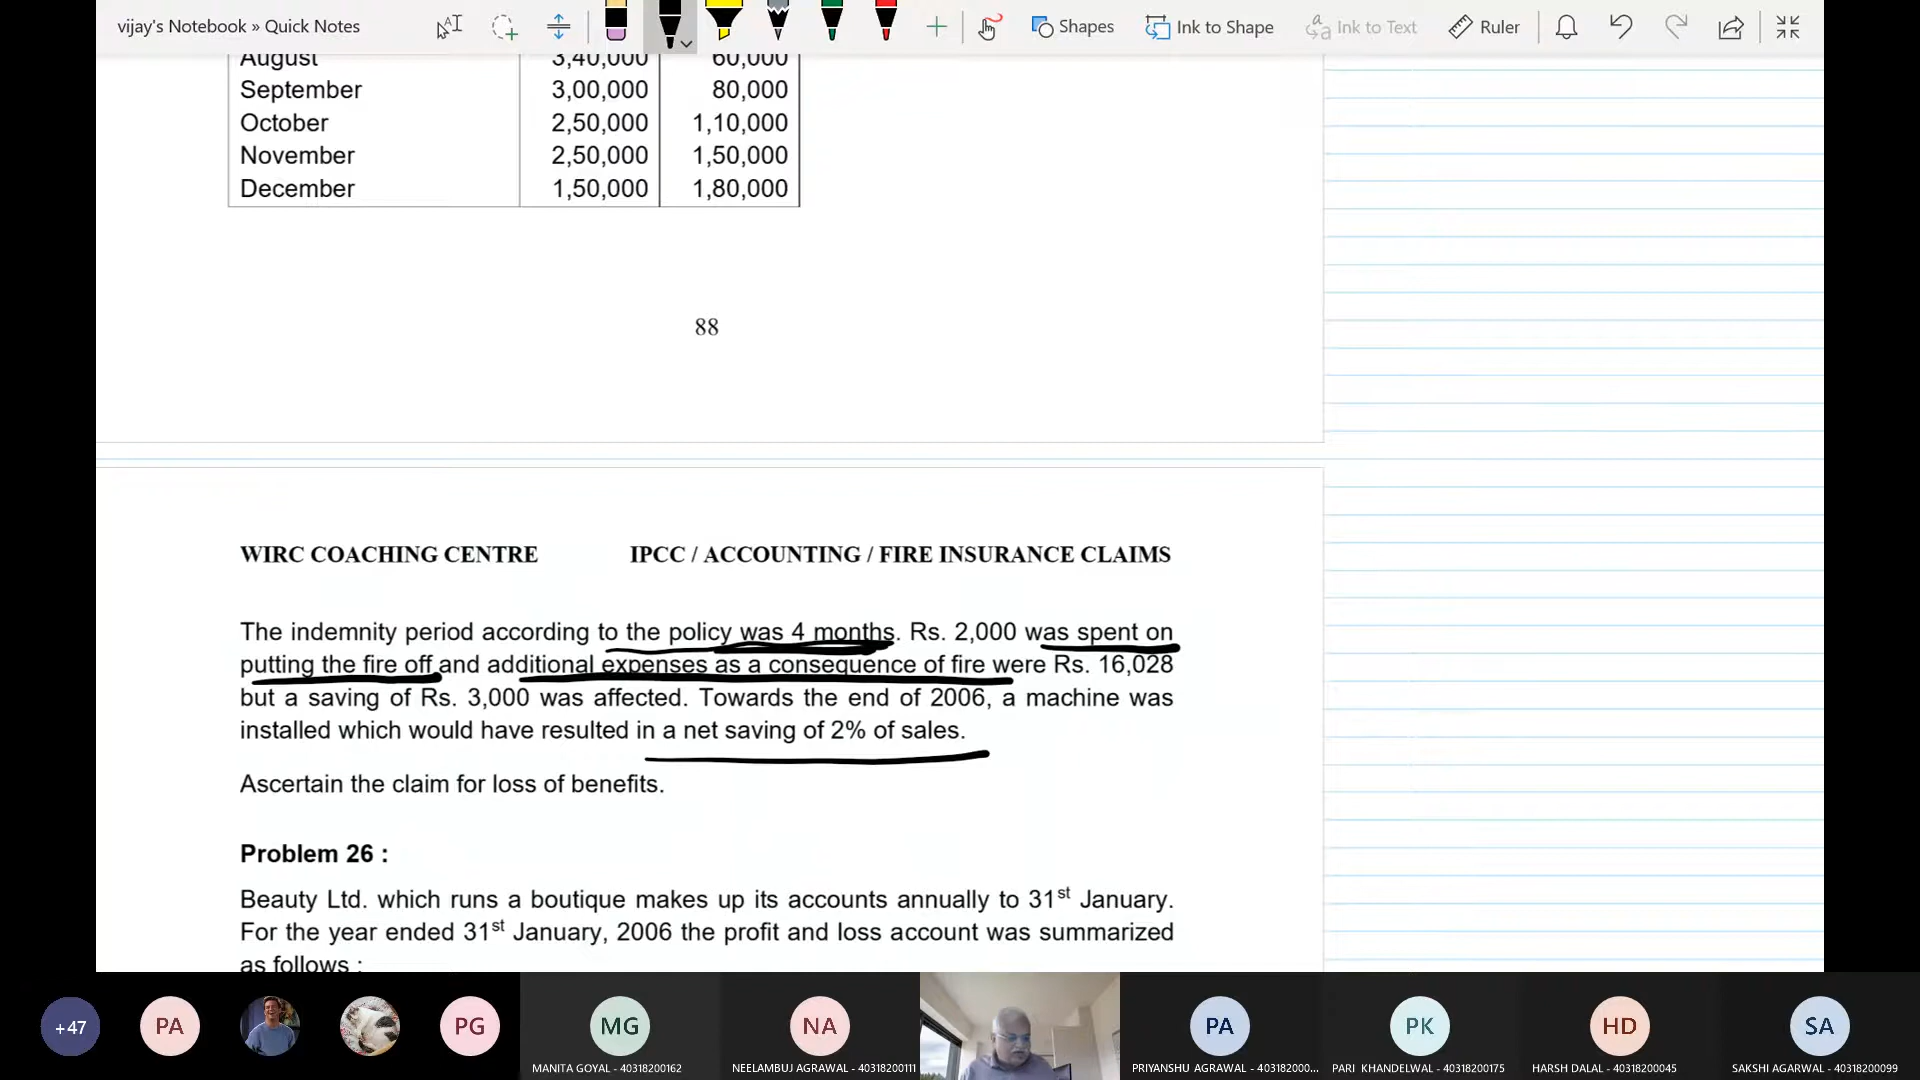 vijay's Notebook » Quick Notes
Shapes
Ink to Shape
Ink to Text
Ruler
August 3,40,000 60,000
September 3,00,000 80,000
October 2,50,000 1,10,000
November 2,50,000 1,50,000
December 1,50,000 1,80,000
88
WIRC COACHING CENTRE IPCC / ACCOUNTING / FIRE INSURANCE CLAIMS
The indemnity period according to the policy was 4 months. Rs. 2,000 was spent on
putting the fire off and additional expenses as a consequence of fire were Rs. 16,028
but a saving of Rs. 3,000 was affected. Towards the end of 2006, a machine was
installed which would have resulted in a net saving of 2% of sales.
Ascertain the claim for loss of benefits.
Problem 26 :
Beauty Ltd. which runs a boutique makes up its accounts annually to 31st January.
For the year ended 31st January, 2006 the profit and loss account was summarized
as follows :
+47
PA
PG
MG
NA
PA
PK
HD
SA
MANITA GOYAL - 40318200162
NEELAMBUJ AGRAWAL - 40318200111
PRIYANSHU AGRAWAL - 403182000...
PARI KHANDELWAL - 40318200175
HARSH DALAL - 40318200045
SAKSHI AGARWAL - 40318200099